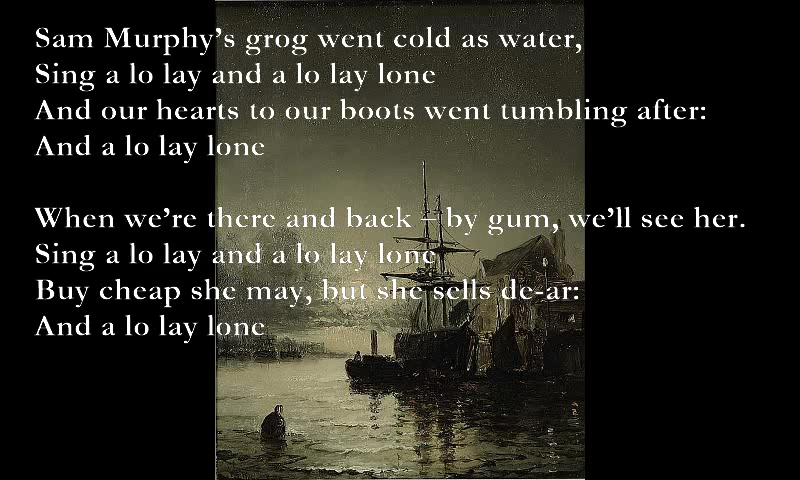 Sam Murphy’s grog went cold as water,
Sing a lo lay and a lo lay lone
And our hearts to our boots went tumbling after:
And a lo lay lone
When we’re there and back – by gum, we’ll see her.
Sing a lo lay and a lo lay lone
Buy cheap she may, but she sells de-ar:
And a lo lay lone